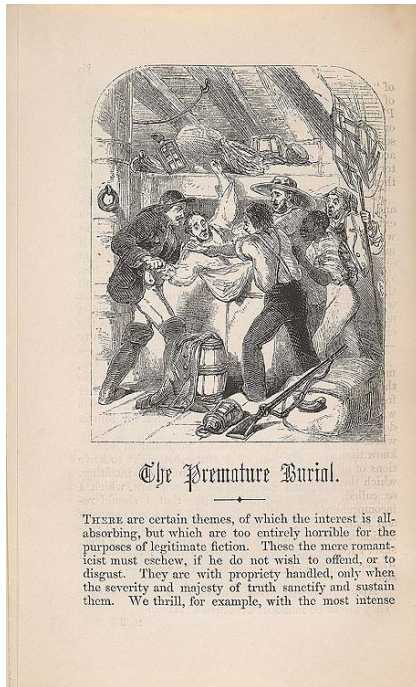 The Premature Burial.
THERE are certain themes, of which the interest is all-
absorbing, but which are too entirely horrible for the
purposes of legitimate fiction. These the mere romant-
icist must eschew, if he do not wish to offend, or to
disgust. They are with propriety handled, only when
the severity and majesty of truth sanctify and sustain
them. We thrill, for example, with the most intense